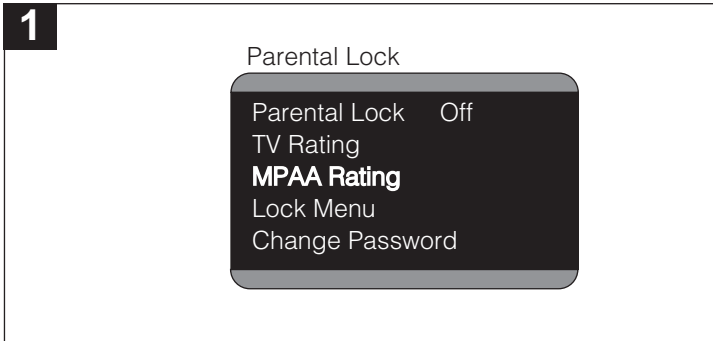 1
Parental Lock
Parental Lock Off
TV Rating
MPAA Rating
Lock Menu
Change Password